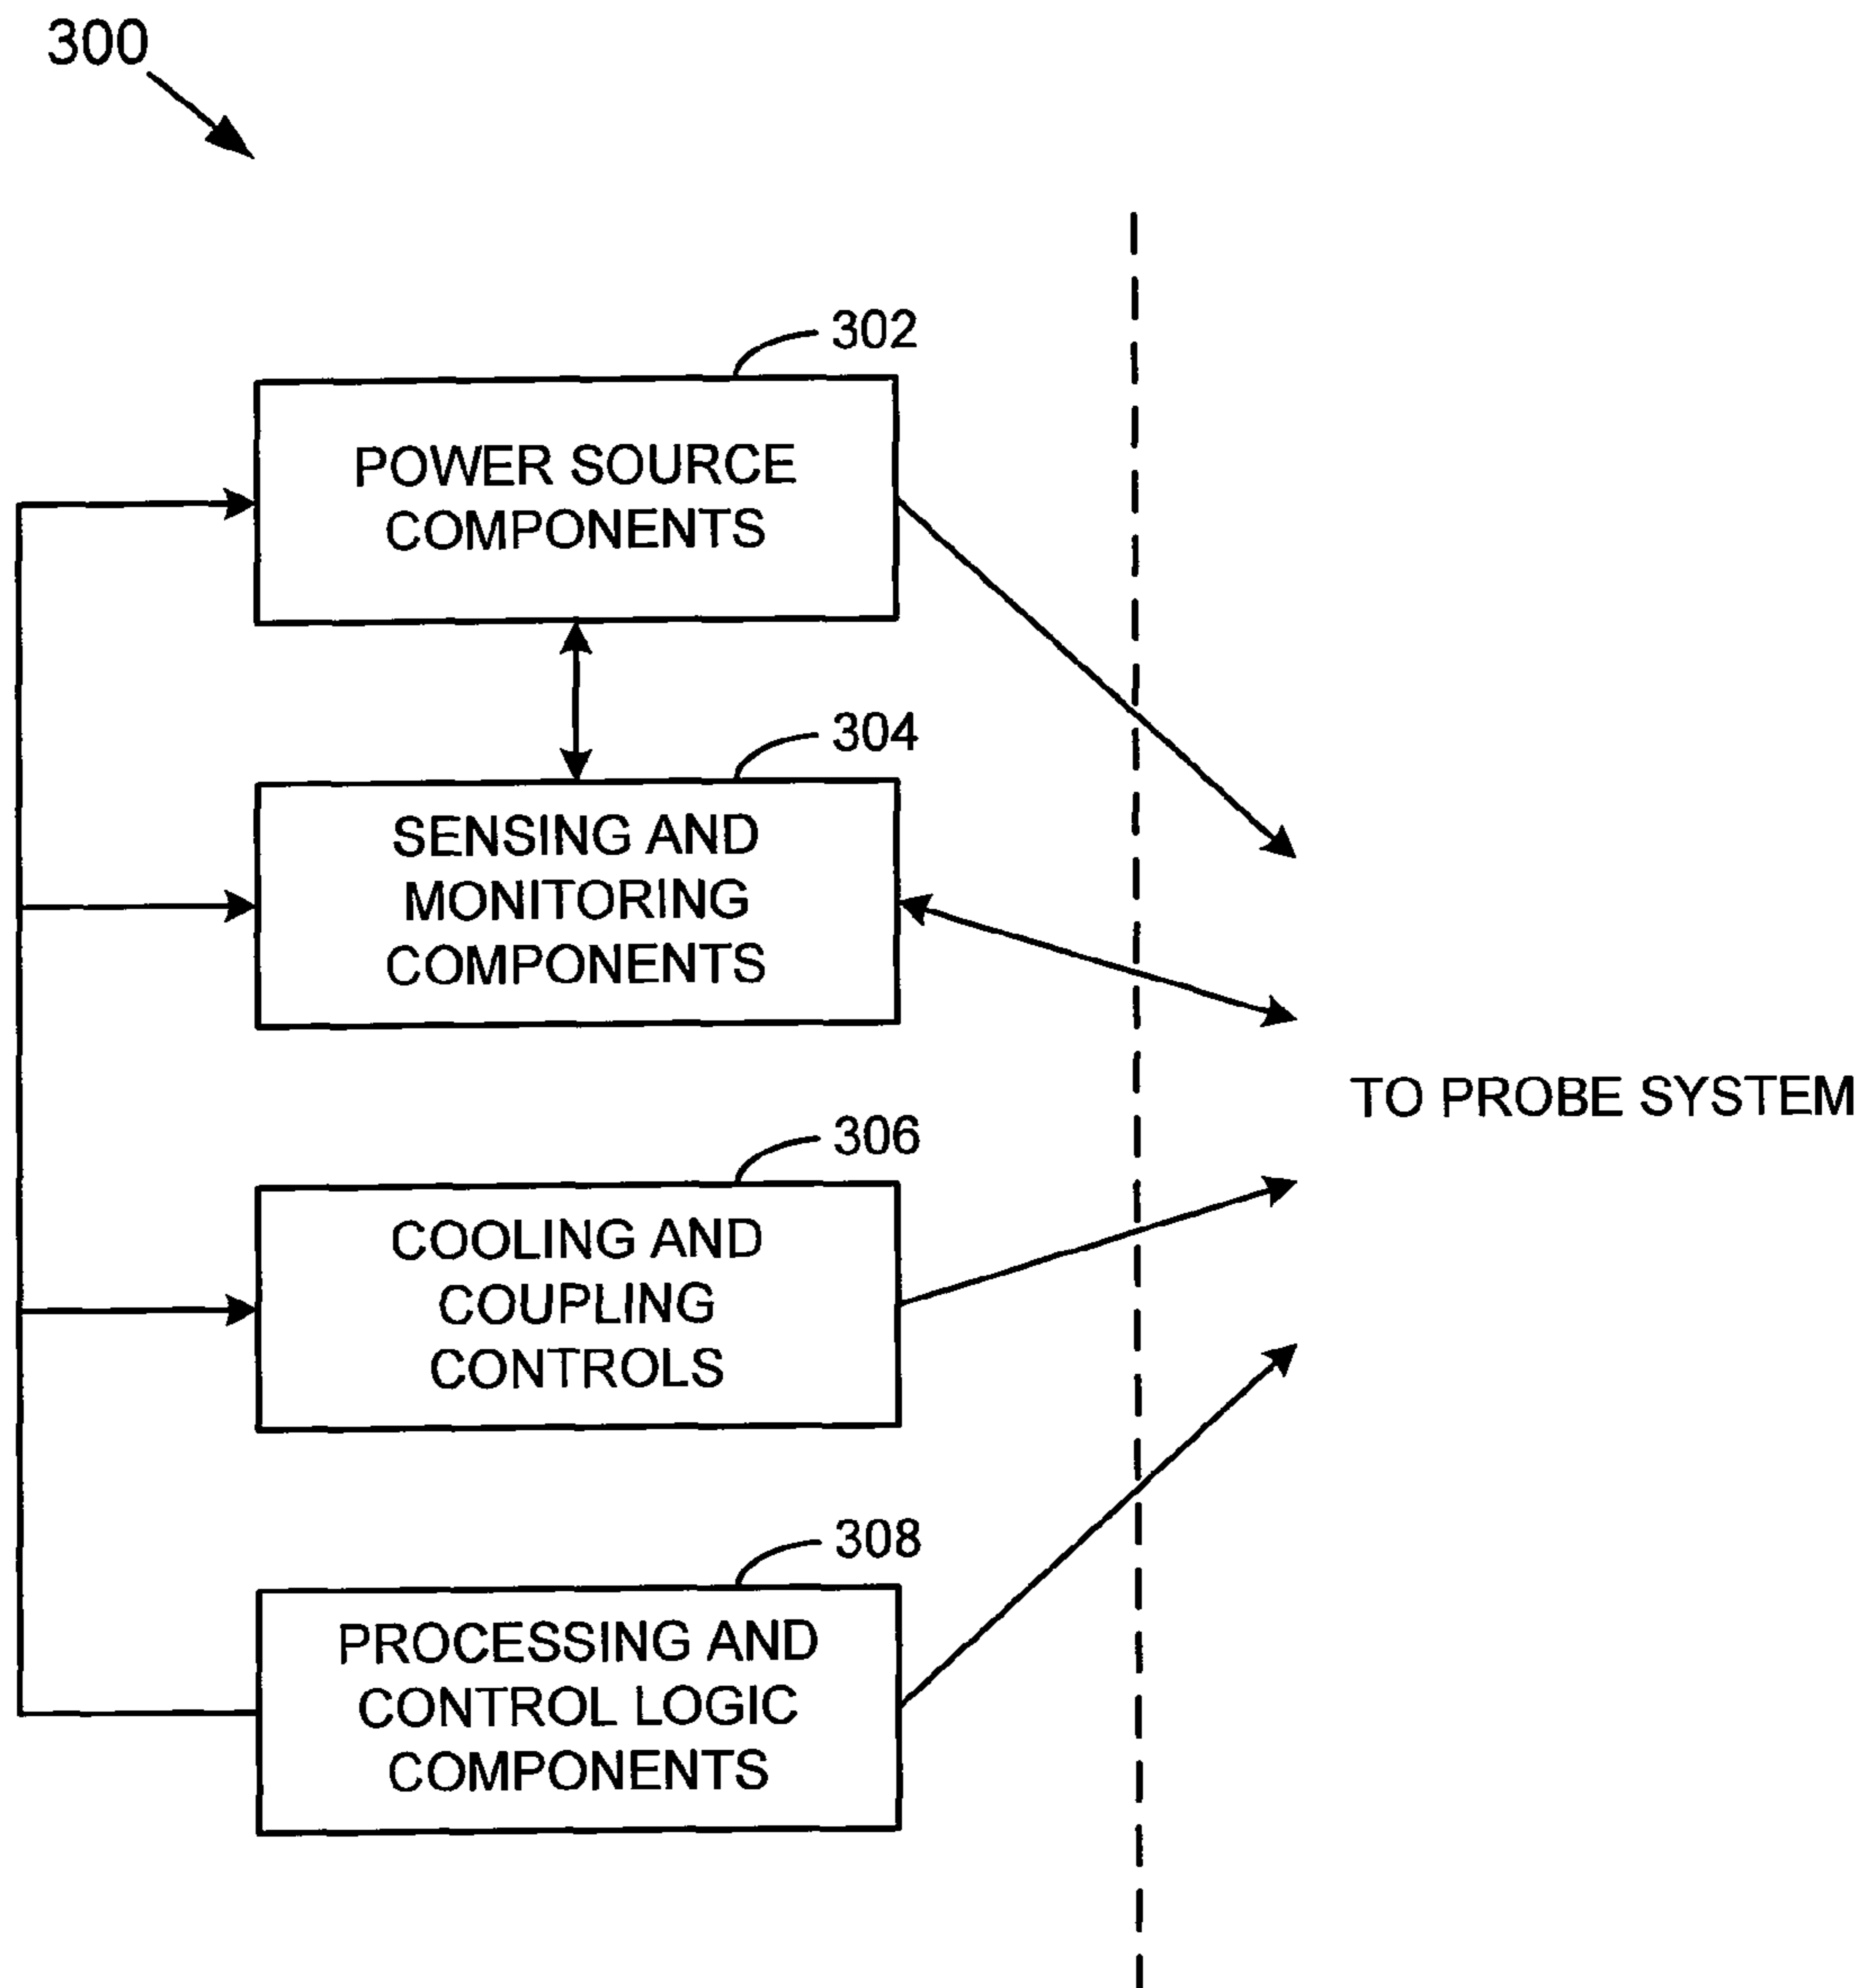 300
302
POWER SOURCE
COMPONENTS
304
SENSING AND
MONITORING
COMPONENTS
TO PROBE SYSTEM
306
COOLING AND
COUPLING
CONTROLS
308
PROCESSING AND
CONTROL LOGIC
COMPONENTS